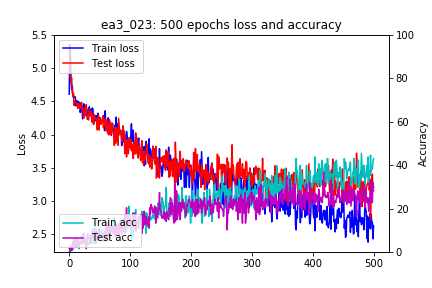 ea3_023: 500 epochs loss and accuracy
5.5
5.0
4.5
4.0
3.5
3.0
2.5
Loss
Train loss
Test loss
Train acc
Test acc
100
80
60
40
20
0
Accuracy
0 100 200 300 400 500